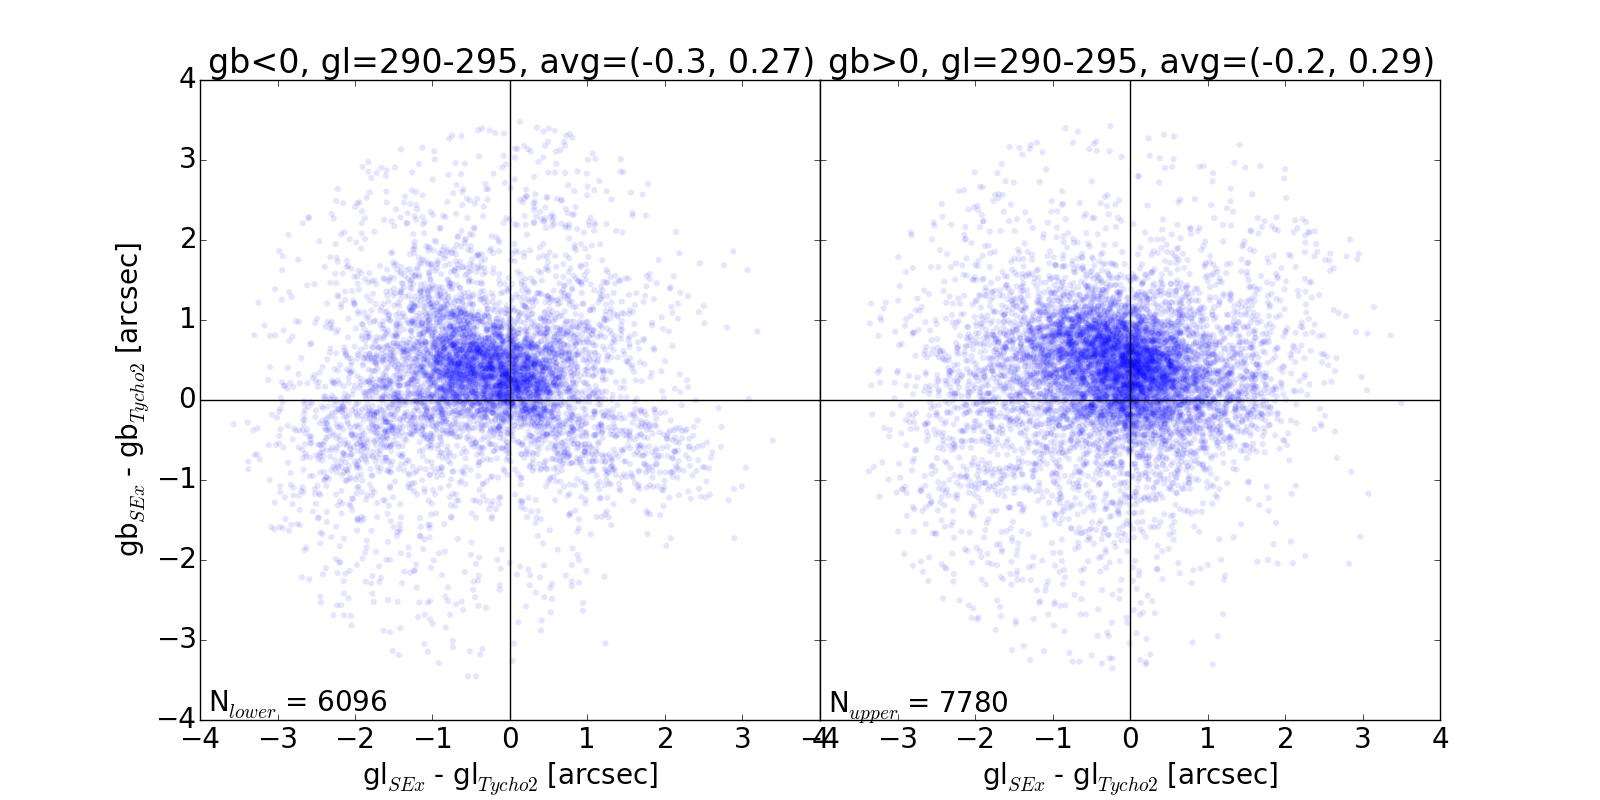 gb<0, gl=290-295, avg=(-0.3, 0.27)
gb>0, gl=290-295, avg=(-0.2, 0.29)
4
3
2
1
0
−1
−2
−3
−4
gb_SEx - gb_Tycho2 [arcsec]
N_lower = 6096
N_upper = 7780
−4 −3 −2 −1 0 1 2 3 4
−4 −3 −2 −1 0 1 2 3 4
gl_SEx - gl_Tycho2 [arcsec]
gl_SEx - gl_Tycho2 [arcsec]